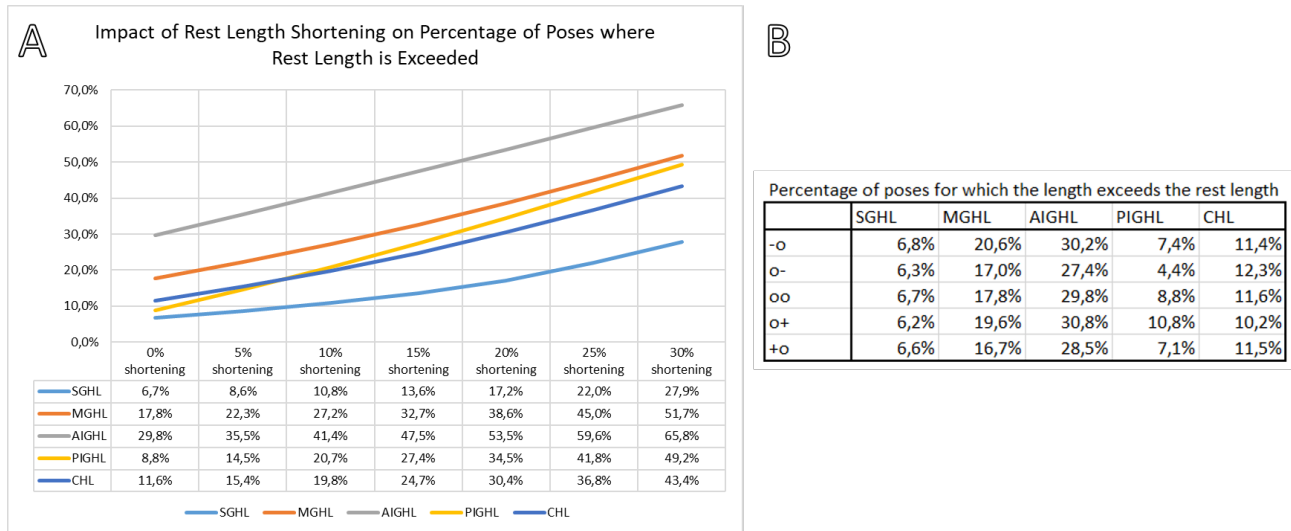 A
Impact of Rest Length Shortening on Percentage of Poses where
Rest Length is Exceeded
70,0%
60,0%
50,0%
40,0%
30,0%
20,0%
10,0%
0,0%
0% shortening 5% shortening 10% shortening 15% shortening 20% shortening 25% shortening 30% shortening
SGHL 6,7% 8,6% 10,8% 13,6% 17,2% 22,0% 27,9%
MGHL 17,8% 22,3% 27,2% 32,7% 38,6% 45,0% 51,7%
AIGHL 29,8% 35,5% 41,4% 47,5% 53,5% 59,6% 65,8%
PIGHL 8,8% 14,5% 20,7% 27,4% 34,5% 41,8% 49,2%
CHL 11,6% 15,4% 19,8% 24,7% 30,4% 36,8% 43,4%
SGHL MGHL AIGHL PIGHL CHL
B
Percentage of poses for which the length exceeds the rest length
SGHL MGHL AIGHL PIGHL CHL
-o 6,8% 20,6% 30,2% 7,4% 11,4%
o- 6,3% 17,0% 27,4% 4,4% 12,3%
oo 6,7% 17,8% 29,8% 8,8% 11,6%
o+ 6,2% 19,6% 30,8% 10,8% 10,2%
+o 6,6% 16,7% 28,5% 7,1% 11,5%